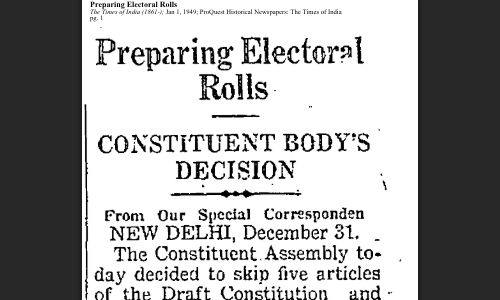 Preparing Electoral Rolls
The Times of India (1861-); Jan 1, 1949; ProQuest Historical Newspapers: The Times of India
pg. 1
Preparing Electoral
Rolls
CONSTITUENT BODY'S
DECISION
From Our Special Corresponden
NEW DELHI, December 31.
The Constituent Assembly to-
day decided to skip five articles
of the Draft Constitution and